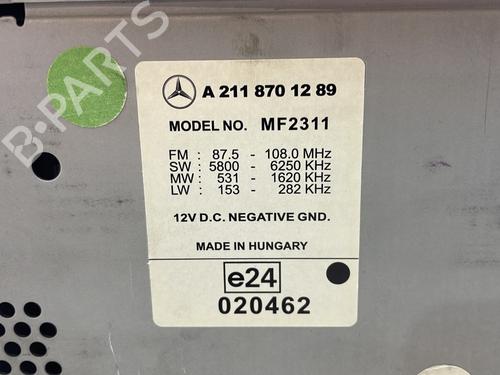 B-PARTS
A 211 870 12 89
MODEL NO. MF2311
FM : 87.5 - 108.0 MHz
SW : 5800 - 6250 KHz
MW : 531 - 1620 KHz
LW : 153 - 282 KHz
12V D.C. NEGATIVE GND.
MADE IN HUNGARY
e24
020462